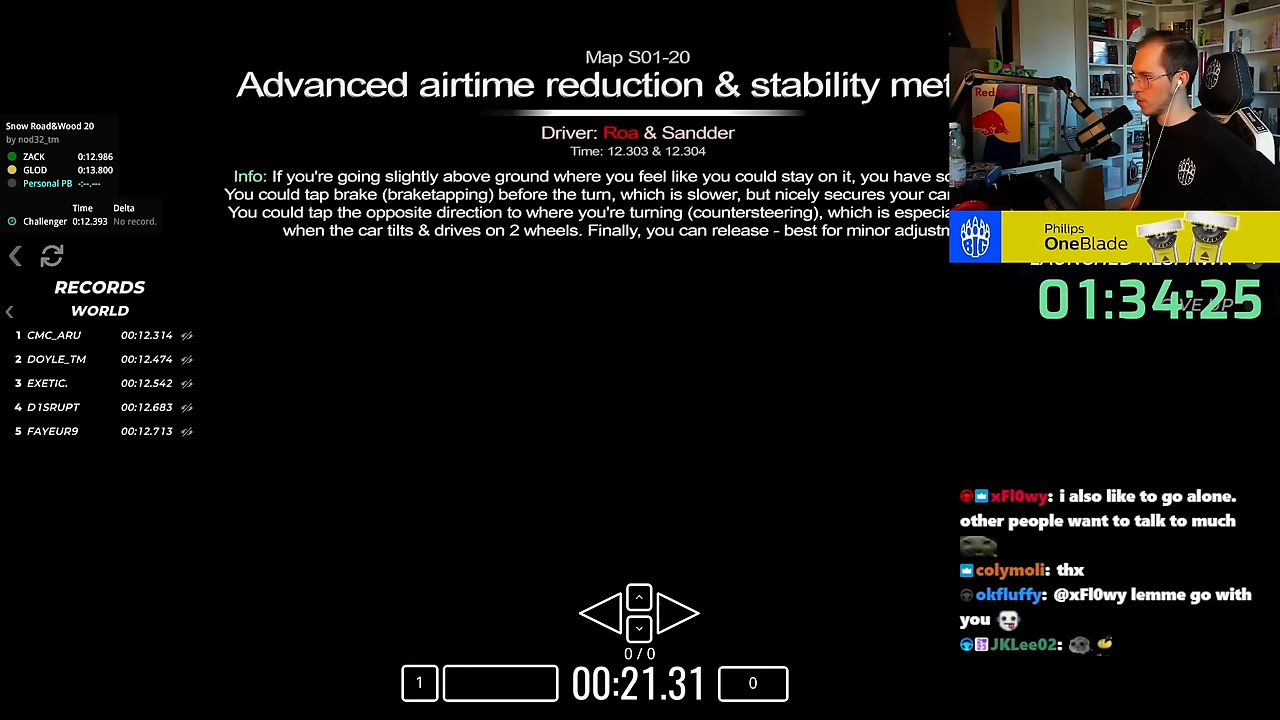 Map S01-20
Advanced airtime reduction & stability met
Driver: Roa & Sandder
Time: 12.303 & 12.304
Info: If you're going slightly above ground where you feel like you could stay on it, you have so
You could tap brake (braketapping) before the turn, which is slower, but nicely secures your ca
You could tap the opposite direction to where you're turning (countersteering), which is especia
when the car tilts & drives on 2 wheels. Finally, you can release - best for minor adjustm
Snow Road&Wood 20
by nod32_tm
ZACK 0:12.986
GLOD 0:13.800
Personal PB -:--.---
Time Delta
Challenger 0:12.393 No record.
RECORDS
WORLD
1 CMC_ARU 00:12.314
2 DOYLE_TM 00:12.474
3 EXETIC. 00:12.542
4 D1SRUPT 00:12.683
5 FAYEUR9 00:12.713
Red
BIG
Philips
OneBlade
01:34:25
xFl0wy: i also like to go alone.
other people want to talk to much
colymoli: thx
okfluffy: @xFl0wy lemme go with
you
JKLee02:
0 / 0
1 00:21.31 0